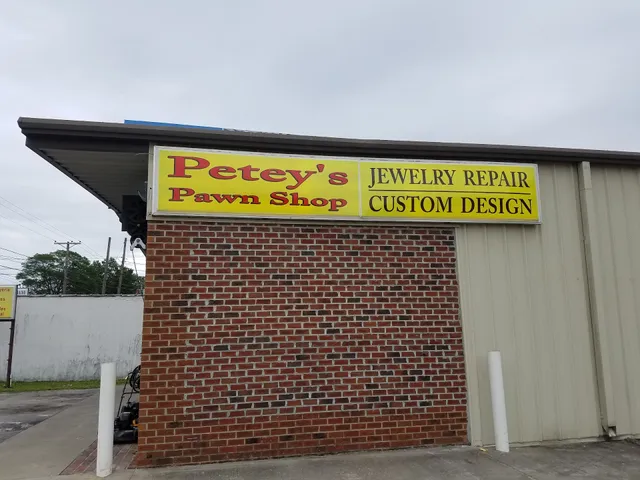 Petey's
Pawn Shop
JEWELRY REPAIR
CUSTOM DESIGN